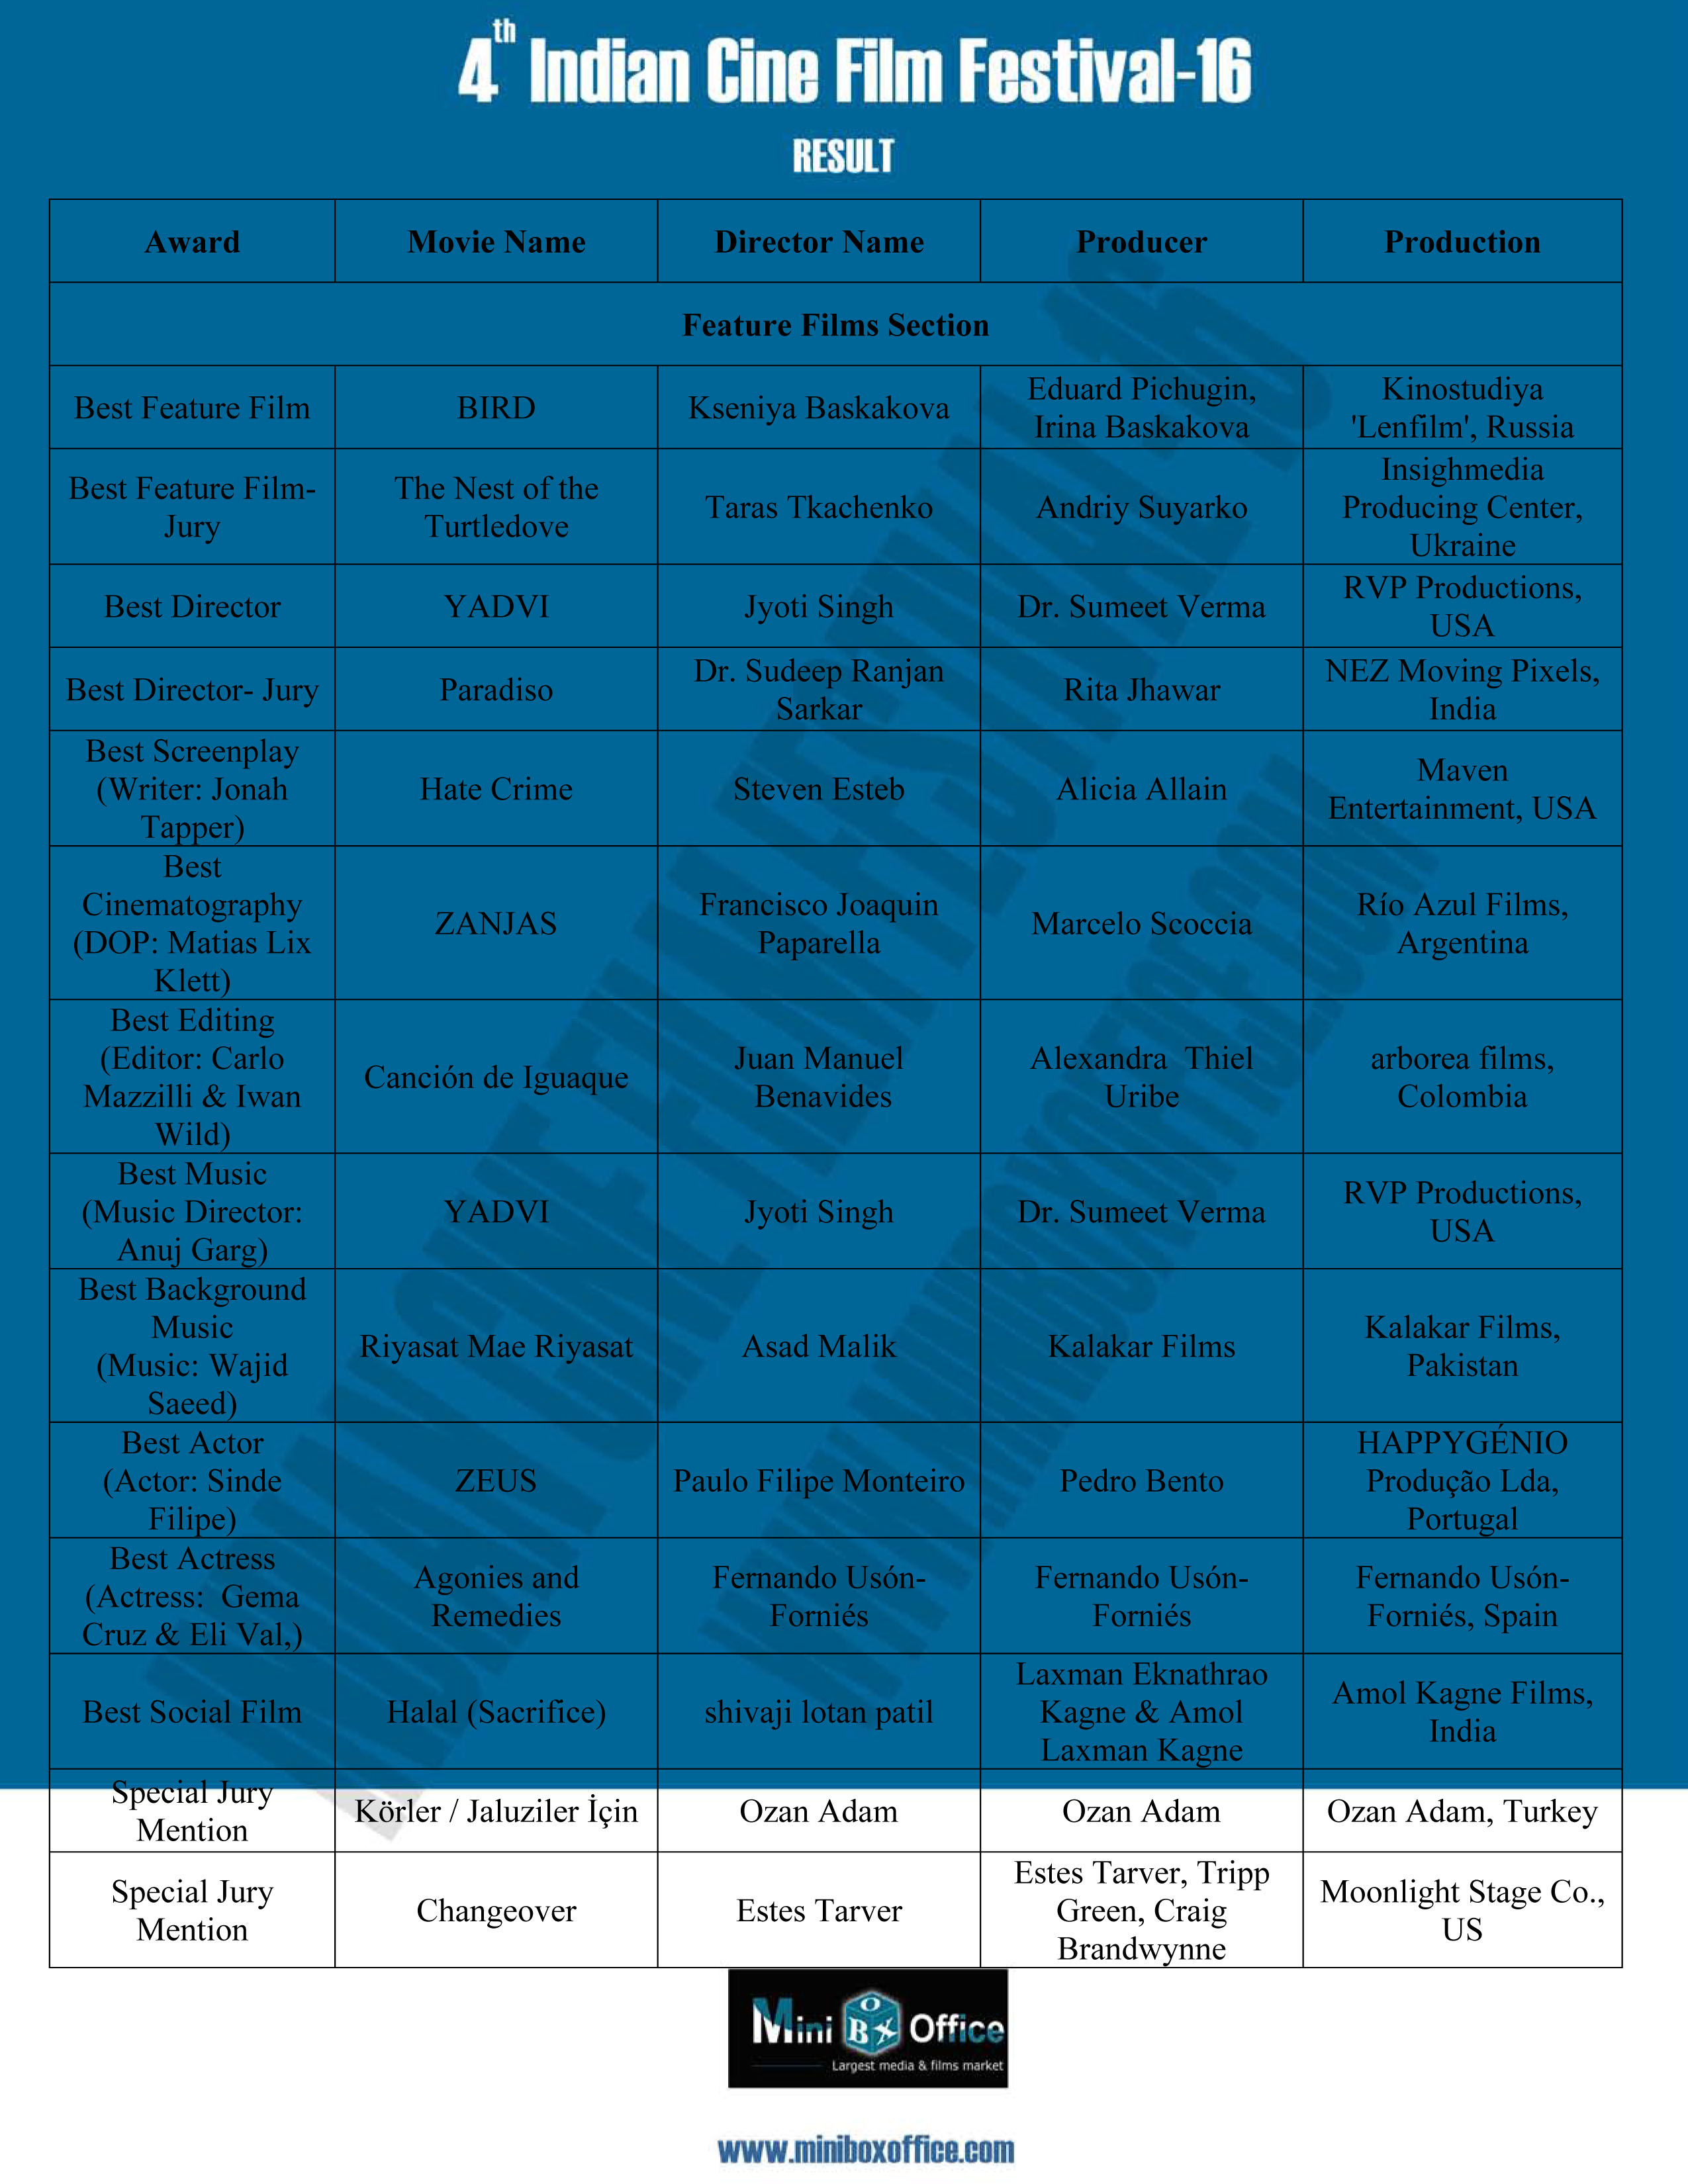 4th Indian Cine Film Festival-16
RESULT
Award Movie Name Director Name Producer Production
Feature Films Section
Best Feature Film BIRD Kseniya Baskakova Eduard Pichugin,
Irina Baskakova Kinostudiya
'Lenfilm', Russia
Best Feature Film-
Jury
The Nest of the
Turtledove
Taras Tkachenko
Andriy Suyarko
Insighmedia
Producing Center,
Ukraine
Best Director
YADVI
Jyoti Singh
Dr. Sumeet Verma
RVP Productions,
USA
Best Director- Jury
Paradiso
Dr. Sudeep Ranjan
Sarkar
Rita Jhawar
NEZ Moving Pixels,
India
Best Screenplay
(Writer: Jonah
Tapper)
Hate Crime
Steven Esteb
Alicia Allain
Maven
Entertainment, USA
Best
Cinematography
(DOP: Matias Lix
Klett)
ZANJAS
Francisco Joaquin
Paparella
Marcelo Scoccia
Río Azul Films,
Argentina
Best Editing
(Editor: Carlo
Mazzilli & Iwan
Wild)
Canción de Iguaque
Juan Manuel
Benavides
Alexandra  Thiel
Uribe
arborea films,
Colombia
Best Music
(Music Director:
Anuj Garg)
YADVI
Jyoti Singh
Dr. Sumeet Verma
RVP Productions,
USA
Best Background
Music
(Music: Wajid
Saeed)
Riyasat Mae Riyasat
Asad Malik
Kalakar Films
Kalakar Films,
Pakistan
Best Actor
(Actor: Sinde
Filipe)
ZEUS
Paulo Filipe Monteiro
Pedro Bento
HAPPYGÉNIO
Produção Lda,
Portugal
Best Actress
(Actress:  Gema
Cruz & Eli Val,)
Agonies and
Remedies
Fernando Usón-
Forniés
Fernando Usón-
Forniés
Fernando Usón-
Forniés, Spain
Best Social Film
Halal (Sacrifice)
shivaji lotan patil
Laxman Eknathrao
Kagne & Amol
Laxman Kagne
Amol Kagne Films,
India
Special Jury
Mention
Körler / Jaluziler İçin
Ozan Adam
Ozan Adam
Ozan Adam, Turkey
Special Jury
Mention
Changeover
Estes Tarver
Estes Tarver, Tripp
Green, Craig
Brandwynne
Moonlight Stage Co.,
US
INDIAN CINE FILM FESTIVAL-16
WWW.MINIBOXOFFICE.COM
Mini BOX Office
Largest media & films market
www.miniboxoffice.com